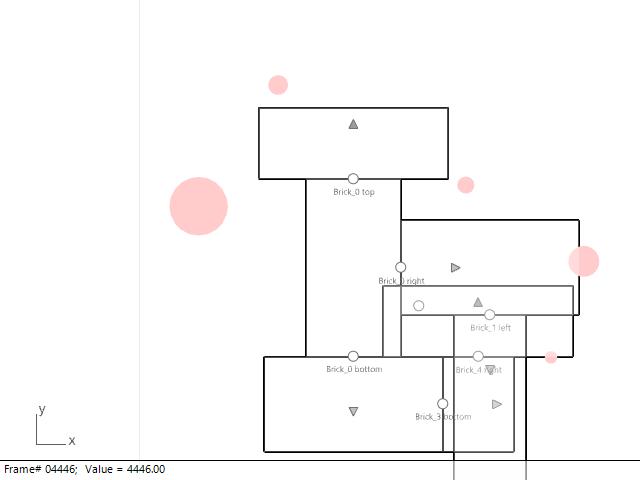 Brick_0 top
Brick_0 right
Brick_1 left
Brick_0 bottom
Brick_4 right
Brick_3 bottom
y
x
Frame# 04446;  Value = 4446.00